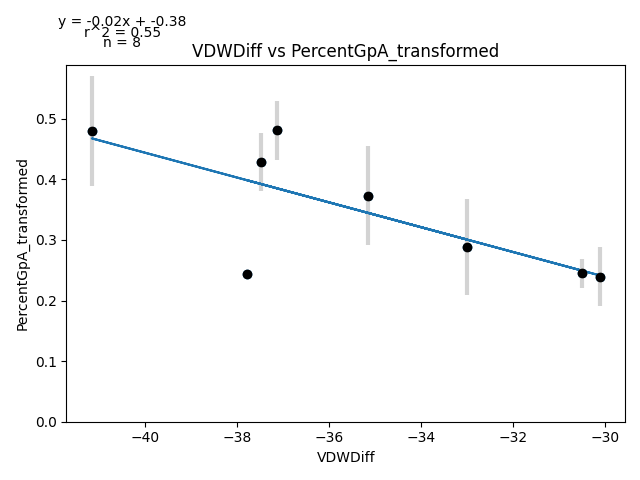 y = -0.02x + -0.38
r^2 = 0.55
n = 8
VDWDiff vs PercentGpA_transformed
PercentGpA_transformed
0.5
0.4
0.3
0.2
0.1
0.0
−40
−38
−36
−34
−32
−30
VDWDiff